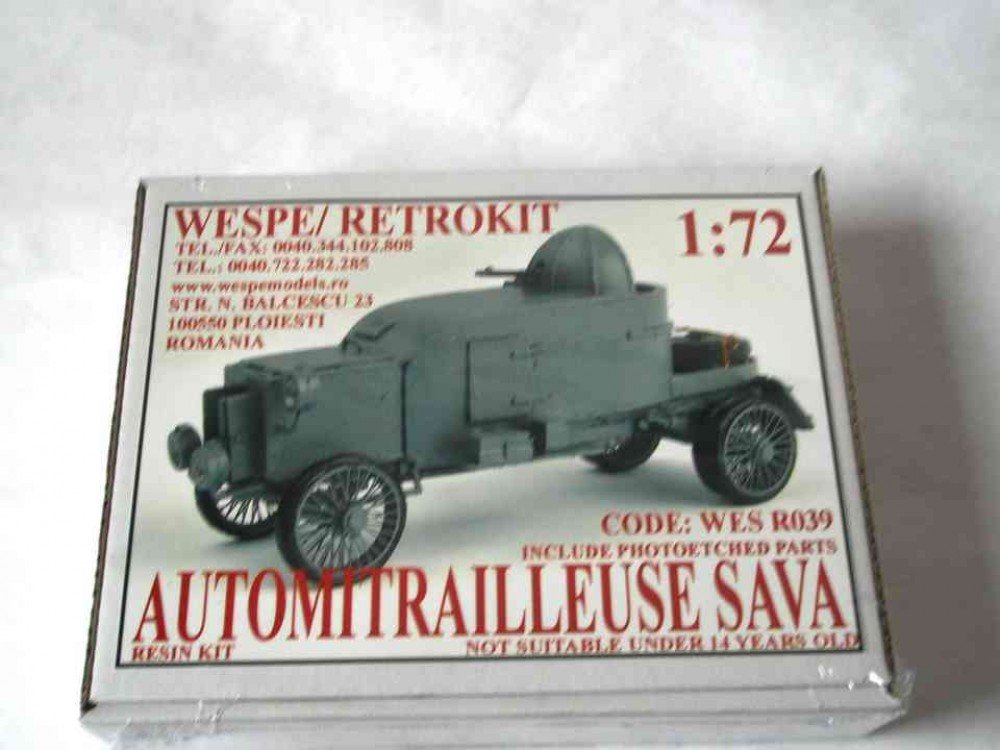 WESPE/ RETROKIT
1:72
TEL./FAX: 0040.344.102.808
TEL.: 0040.722.282.285
www.wespemodels.ro
STR. N. BALCESCU 23
100550 PLOIESTI
ROMANIA
CODE: WES R039
INCLUDE PHOTOETCHED PARTS
AUTOMITRAILLEUSE SAVA
RESIN KIT
NOT SUITABLE UNDER 14 YEARS OLD